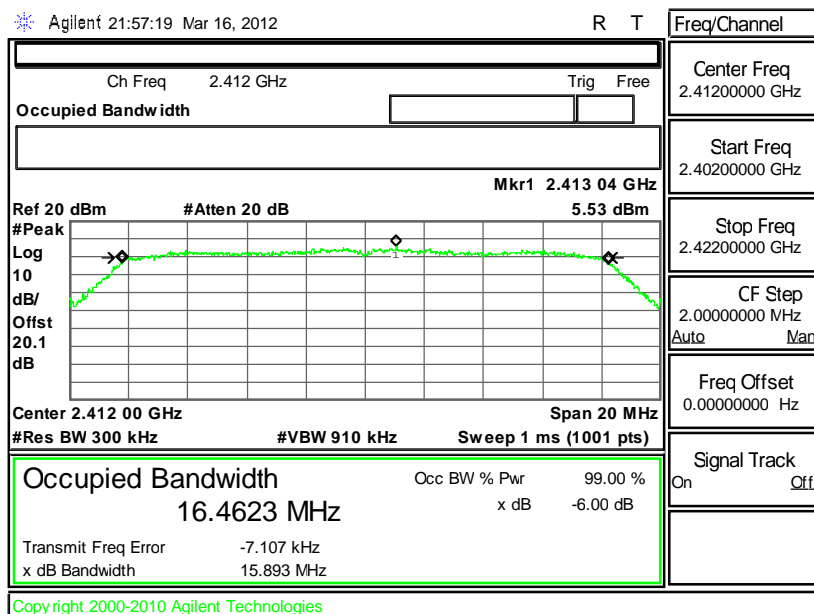 Agilent 21:57:19 Mar 16, 2012 R T
Freq/Channel
Ch Freq 2.412 GHz Trig Free
Occupied Bandwidth
Center Freq
2.41200000 GHz
Start Freq
2.40200000 GHz
Stop Freq
2.42200000 GHz
CF Step
2.00000000 MHz
Auto Man
Freq Offset
0.00000000 Hz
Signal Track
On Off
Mkr1 2.413 04 GHz
Ref 20 dBm #Atten 20 dB 5.53 dBm
#Peak
Log
10
dB/
Offst
20.1
dB
1
Center 2.412 00 GHz Span 20 MHz
#Res BW 300 kHz #VBW 910 kHz Sweep 1 ms (1001 pts)
Occupied Bandwidth Occ BW % Pwr 99.00 %
16.4623 MHz x dB -6.00 dB
Transmit Freq Error -7.107 kHz
x dB Bandwidth 15.893 MHz
Copyright 2000-2010 Agilent Technologies